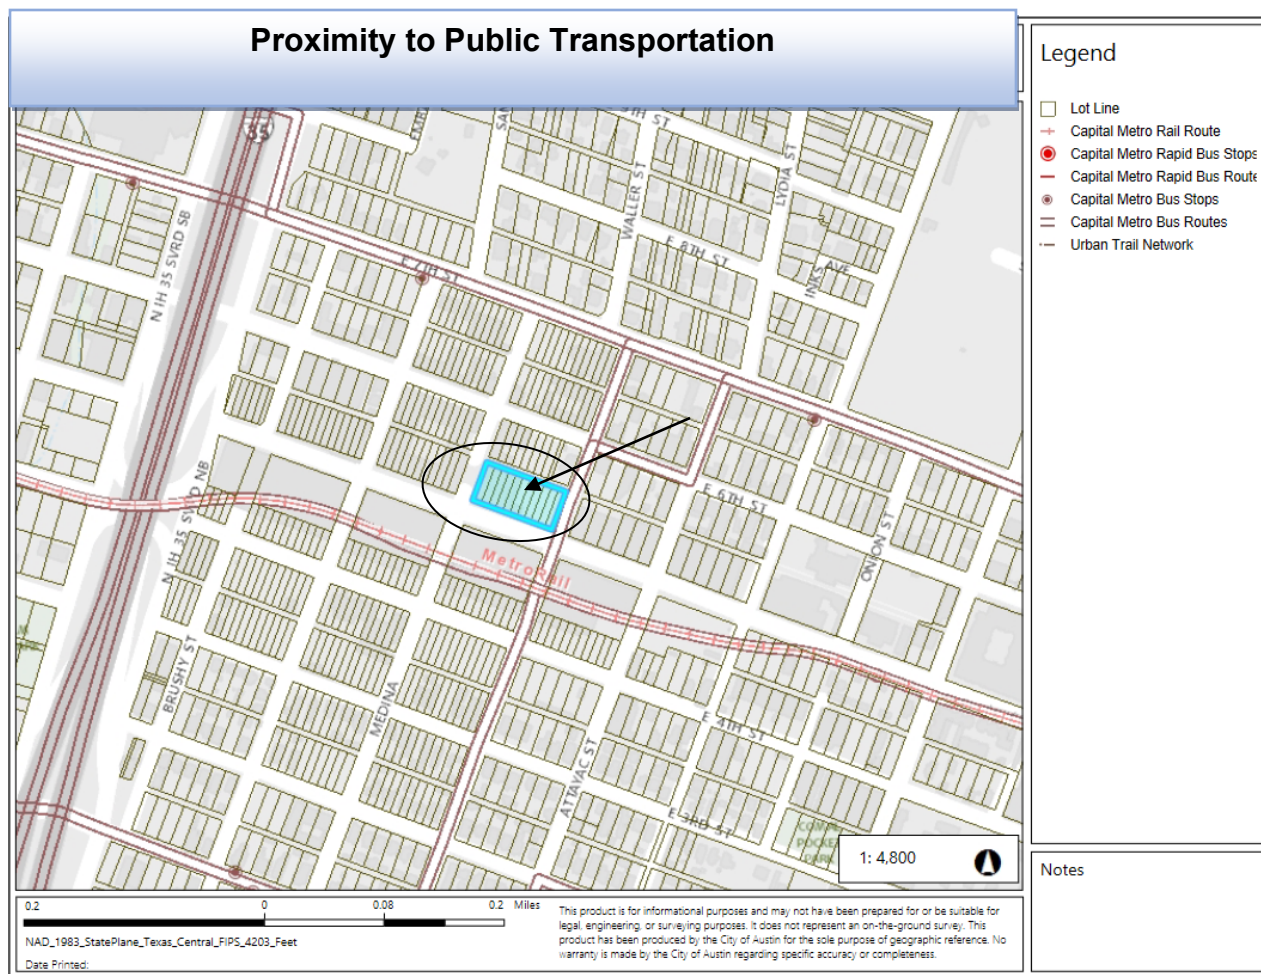 Proximity to Public Transportation
Legend
Lot Line
Capital Metro Rail Route
Capital Metro Rapid Bus Stops
Capital Metro Rapid Bus Route
Capital Metro Bus Stops
Capital Metro Bus Routes
Urban Trail Network
35
WALLER ST
LYDIA ST
E 8TH ST
INKS AVE
N IH 35 SVRD SB
E 7TH ST
E 6TH ST
N IH 35 SVRD NB
ONION ST
MetroRail
BRUSHY ST
MEDINA
E 4TH ST
ATTAYAC ST
E 3RD ST
POCKET
PARK
1: 4,800
Notes
0.2 0 0.08 0.2 Miles
NAD_1983_StatePlane_Texas_Central_FIPS_4203_Feet
Date Printed:
This product is for informational purposes and may not have been prepared for or be suitable for
legal, engineering, or surveying purposes. It does not represent an on-the-ground survey. This
product has been produced by the City of Austin for the sole purpose of geographic reference. No
warranty is made by the City of Austin regarding specific accuracy or completeness.